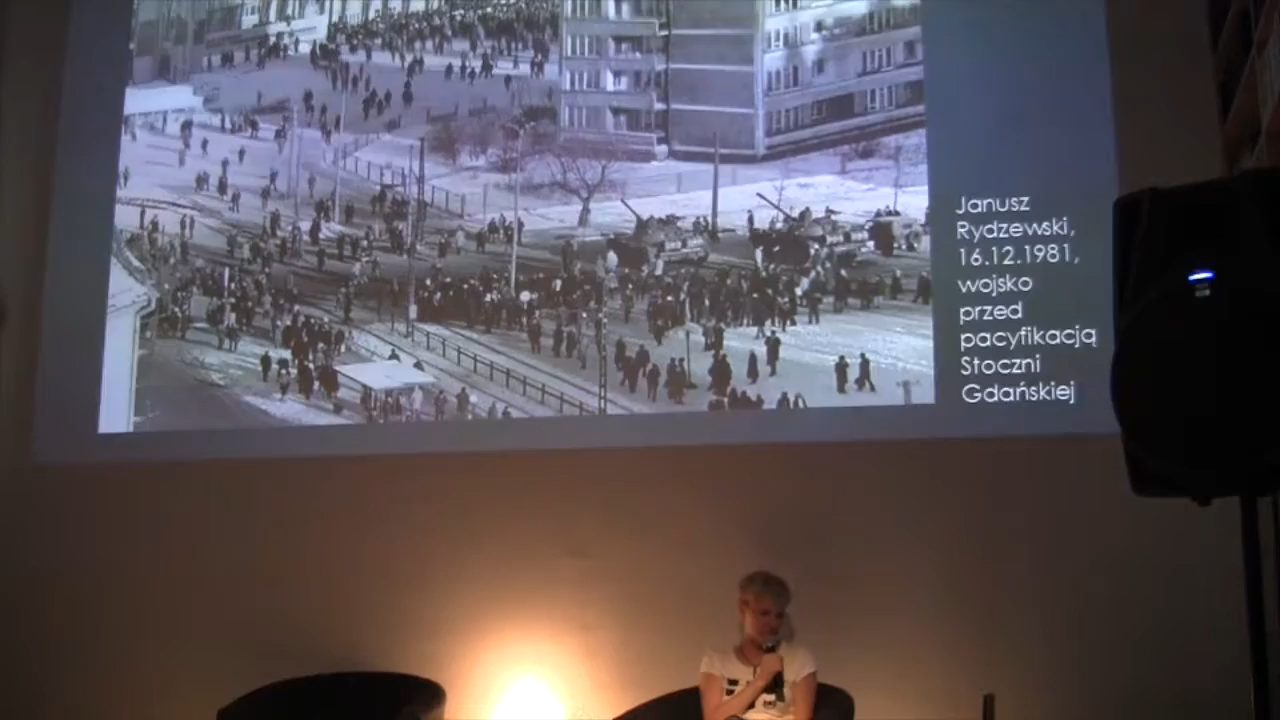 Janusz
Rydzewski,
16.12.1981,
wojsko
przed
pacyfikacją
Stoczni
Gdańskiej